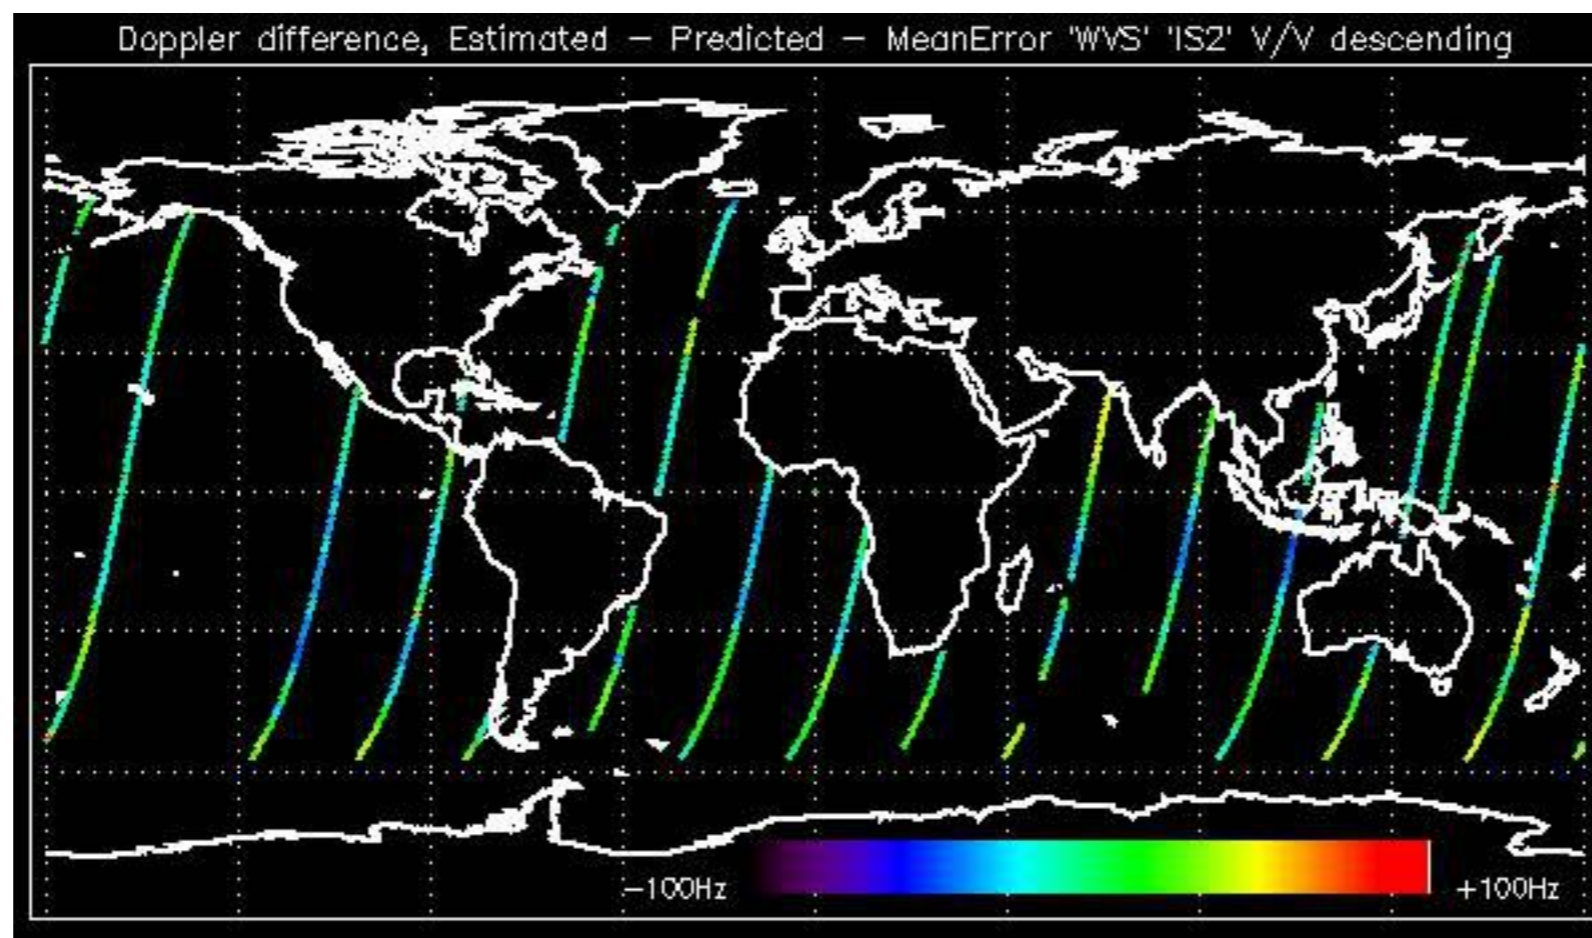 Doppler difference, Estimated – Predicted – MeanError 'WVS' 'IS2' V/V descending
–100Hz
+100Hz